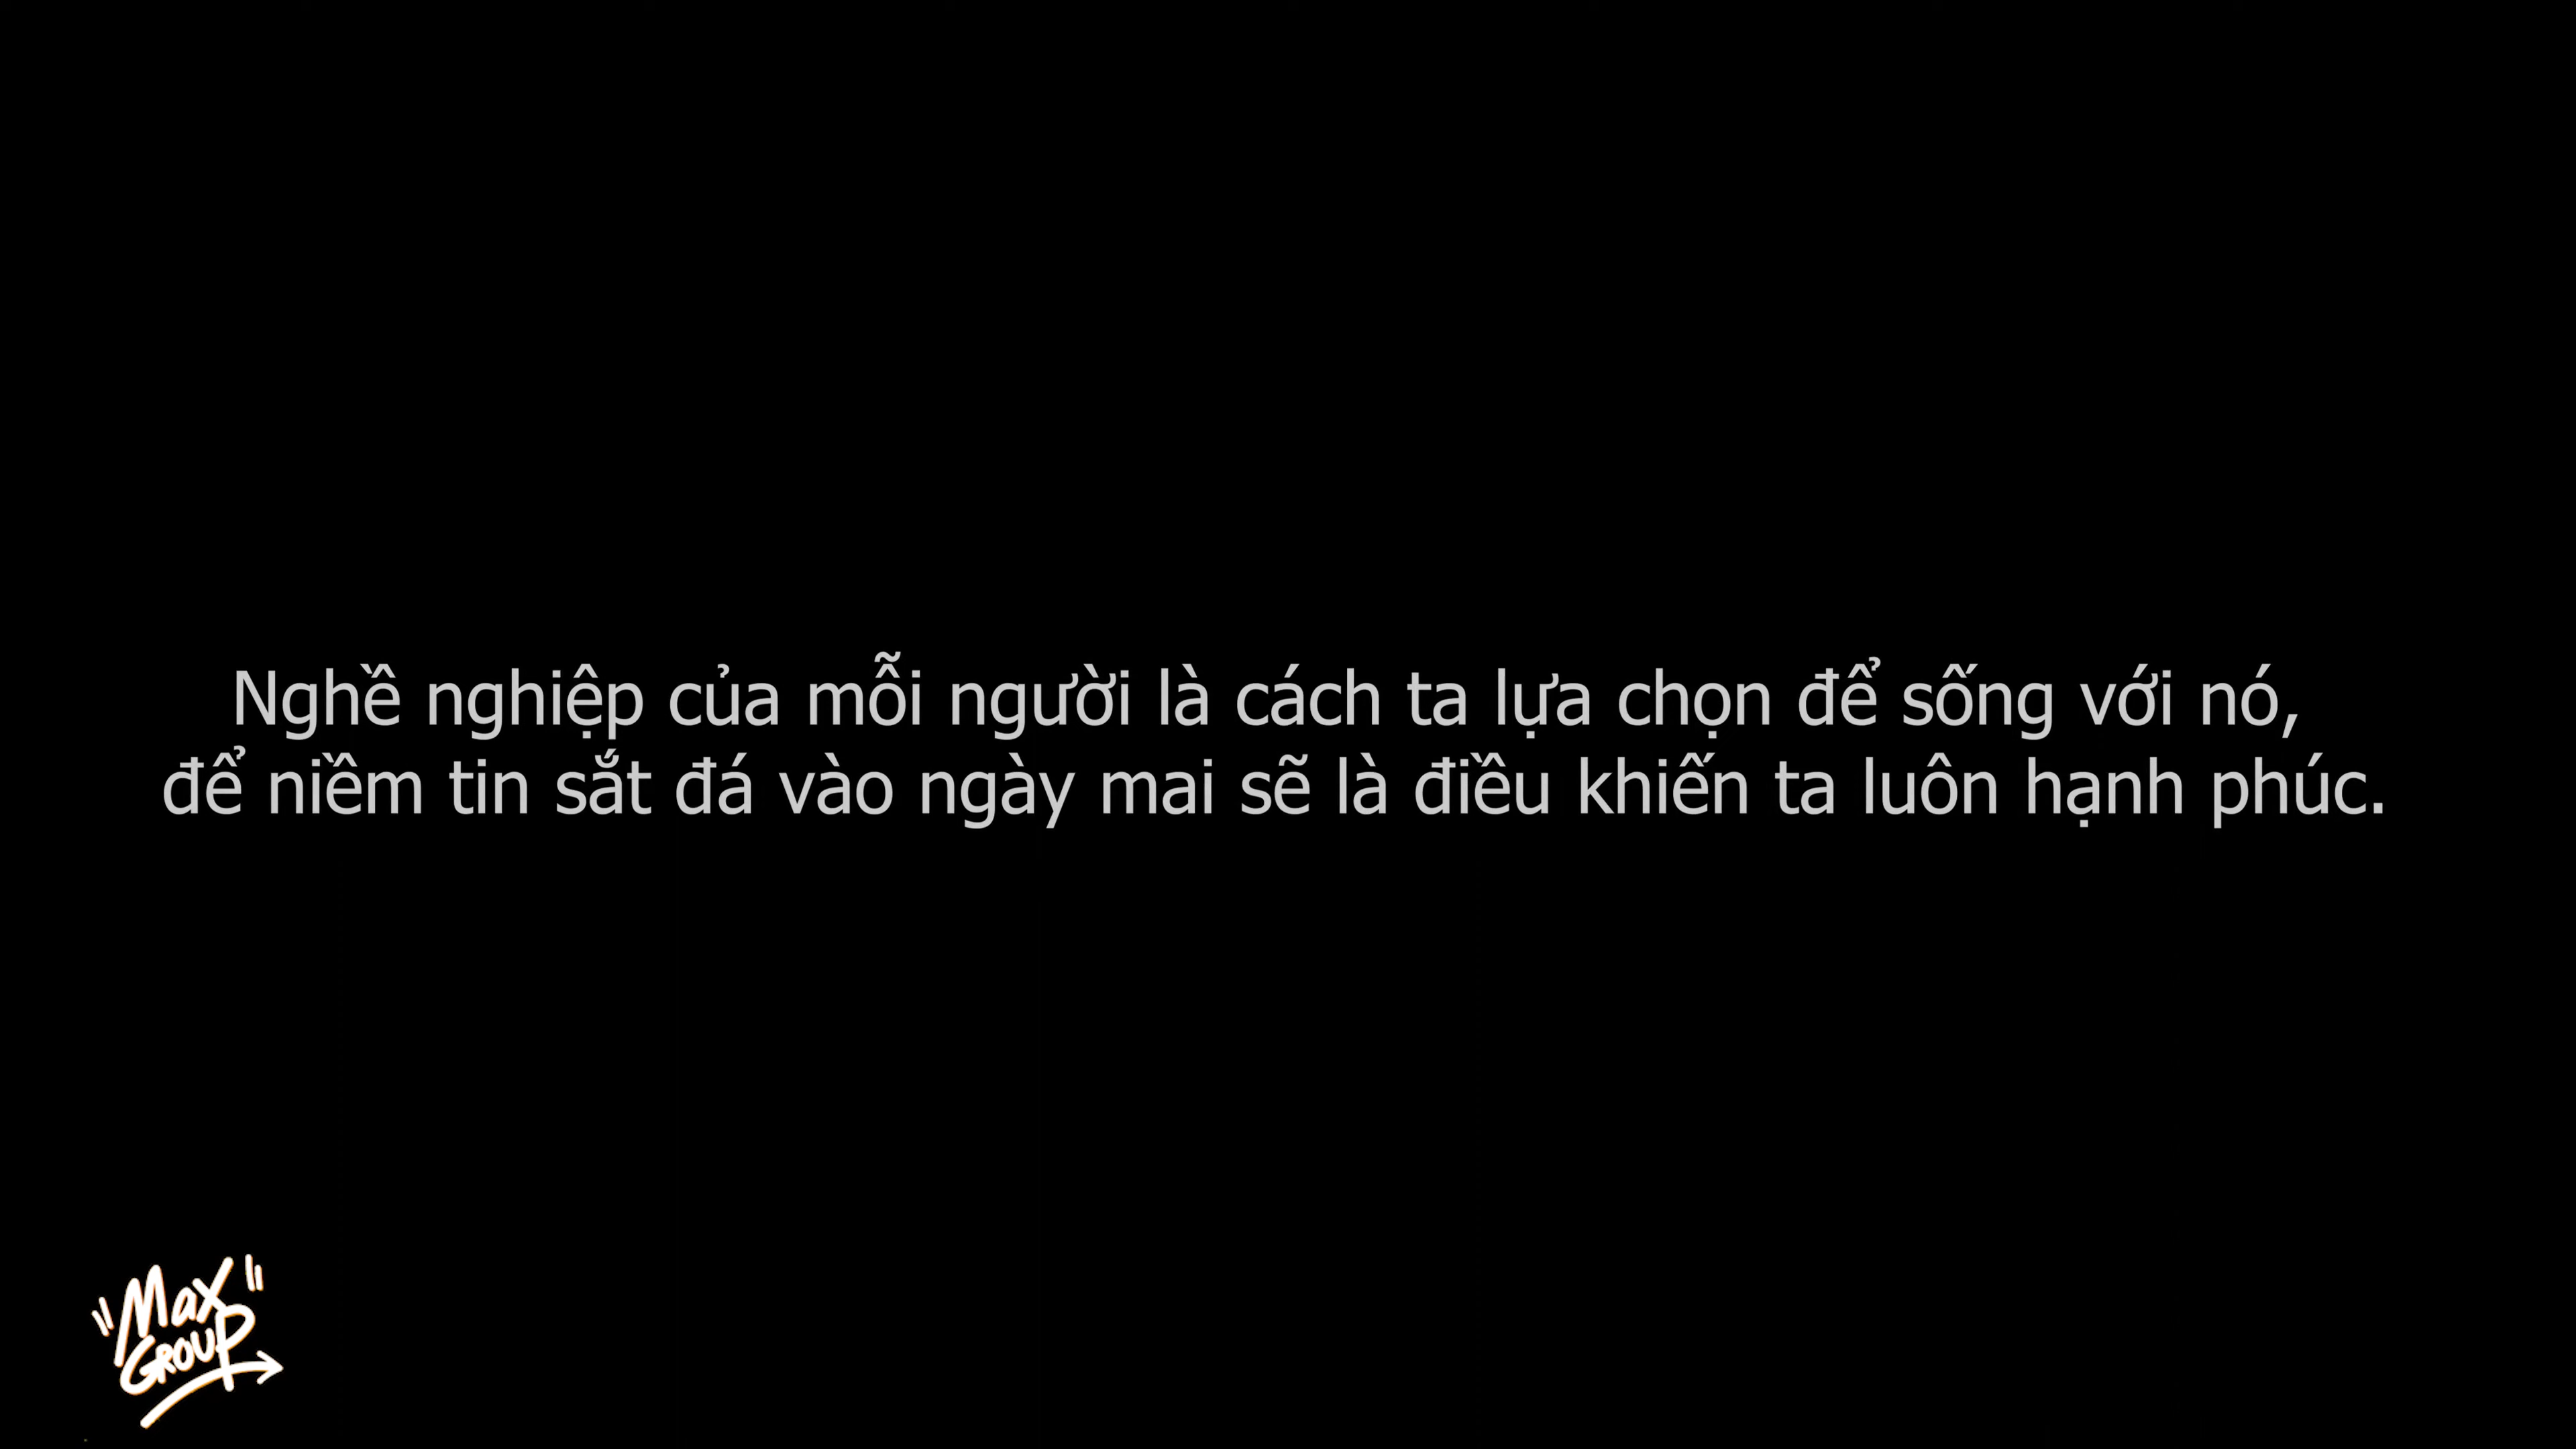 Nghề nghiệp của mỗi người là cách ta lựa chọn để sống với nó,
để niềm tin sắt đá vào ngày mai sẽ là điều khiến ta luôn hạnh phúc.
"Max"
GROUP